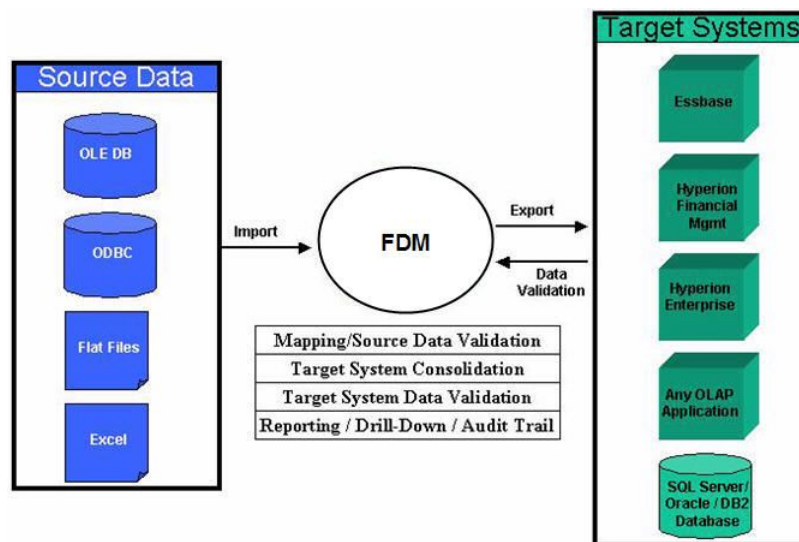 Source Data
OLE DB
ODBC
Flat Files
Excel
Import
FDM
Export
Data
Validation
Mapping/Source Data Validation
Target System Consolidation
Target System Data Validation
Reporting / Drill-Down / Audit Trail
Target Systems
Essbase
Hyperion
Financial
Mgmt
Hyperion
Enterprise
Any OLAP
Application
SQL Server/
Oracle / DB2
Database